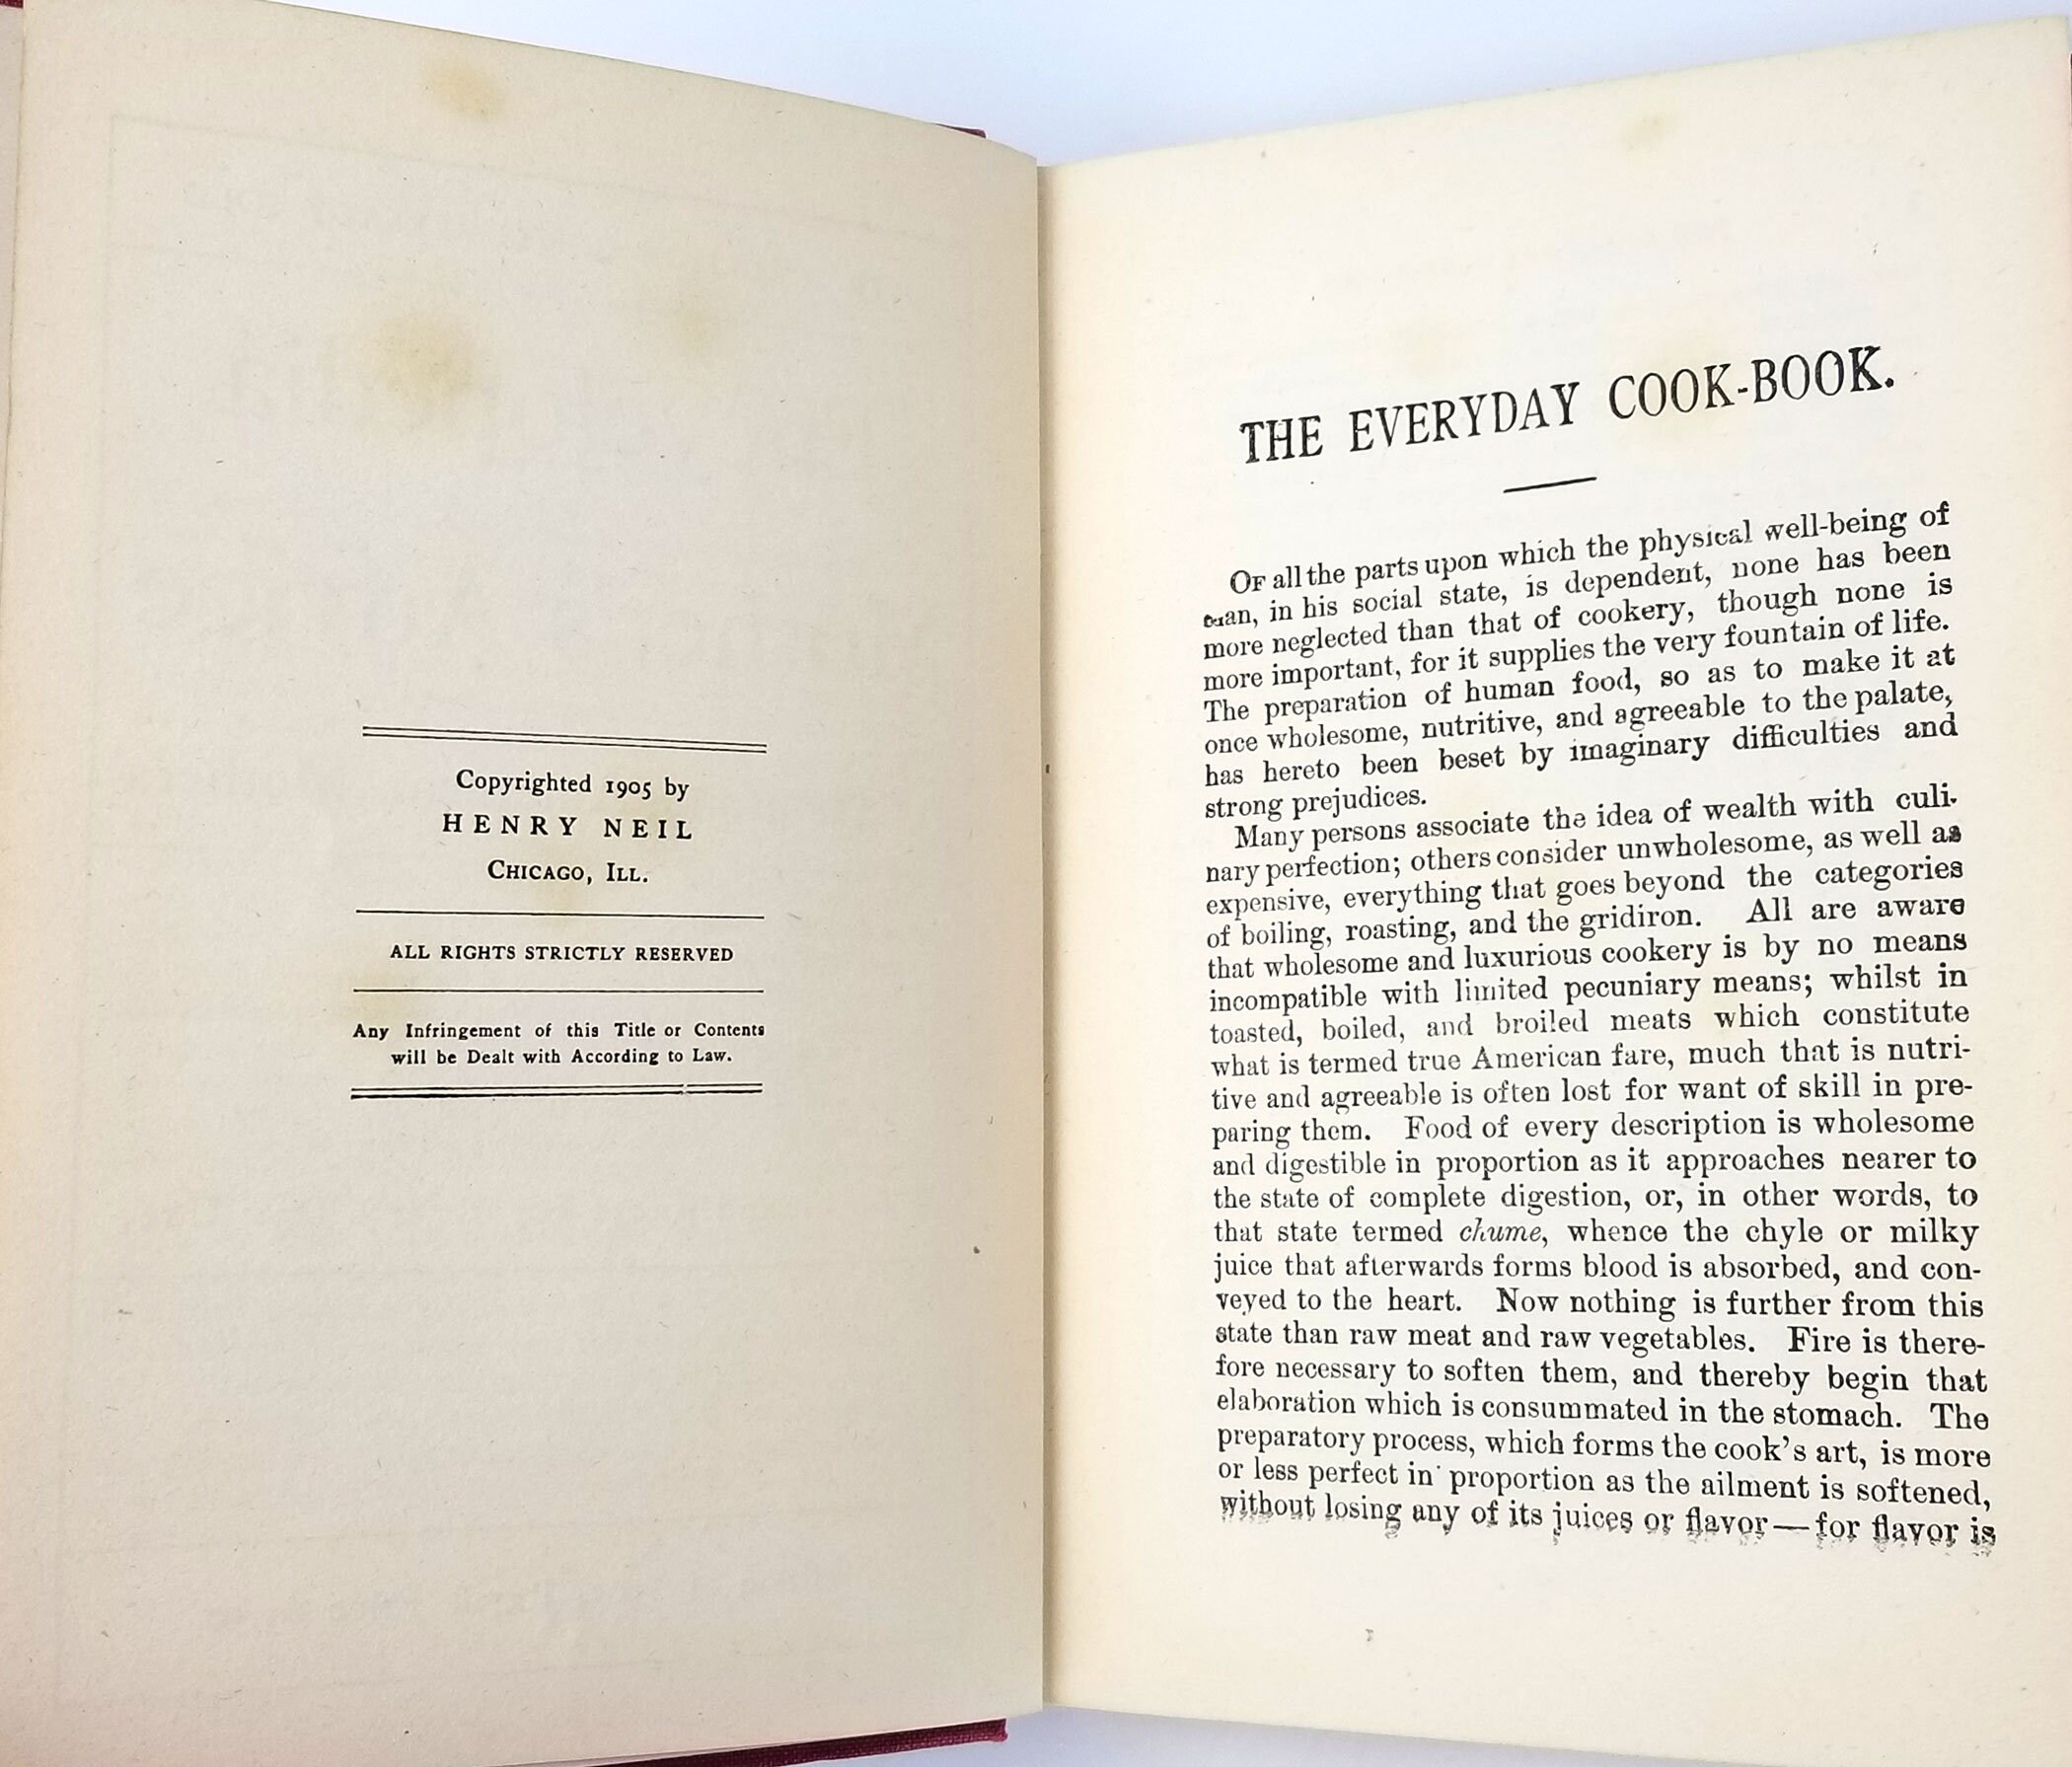 Copyrighted 1905 by
HENRY NEIL
CHICAGO, ILL.
ALL RIGHTS STRICTLY RESERVED
Any Infringement of this Title or Contents
will be Dealt with According to Law.
THE EVERYDAY COOK-BOOK.
OF all the parts upon which the physical well-being of
man, in his social state, is dependent, none has been
more neglected than that of cookery, though none is
more important, for it supplies the very fountain of life.
The preparation of human food, so as to make it at
once wholesome, nutritive, and agreeable to the palate,
has hereto been beset by imaginary difficulties and
strong prejudices.
Many persons associate the idea of wealth with culi-
nary perfection; others consider unwholesome, as well as
expensive, everything that goes beyond the categories
of boiling, roasting, and the gridiron. All are aware
that wholesome and luxurious cookery is by no means
incompatible with limited pecuniary means; whilst in
toasted, boiled, and broiled meats which constitute
what is termed true American fare, much that is nutri-
tive and agreeable is often lost for want of skill in pre-
paring them. Food of every description is wholesome
and digestible in proportion as it approaches nearer to
the state of complete digestion, or, in other words, to
that state termed chume, whence the chyle or milky
juice that afterwards forms blood is absorbed, and con-
veyed to the heart. Now nothing is further from this
state than raw meat and raw vegetables. Fire is there-
fore necessary to soften them, and thereby begin that
elaboration which is consummated in the stomach. The
preparatory process, which forms the cook's art, is more
or less perfect in proportion as the ailment is softened,
without losing any of its juices or flavor—for flavor is